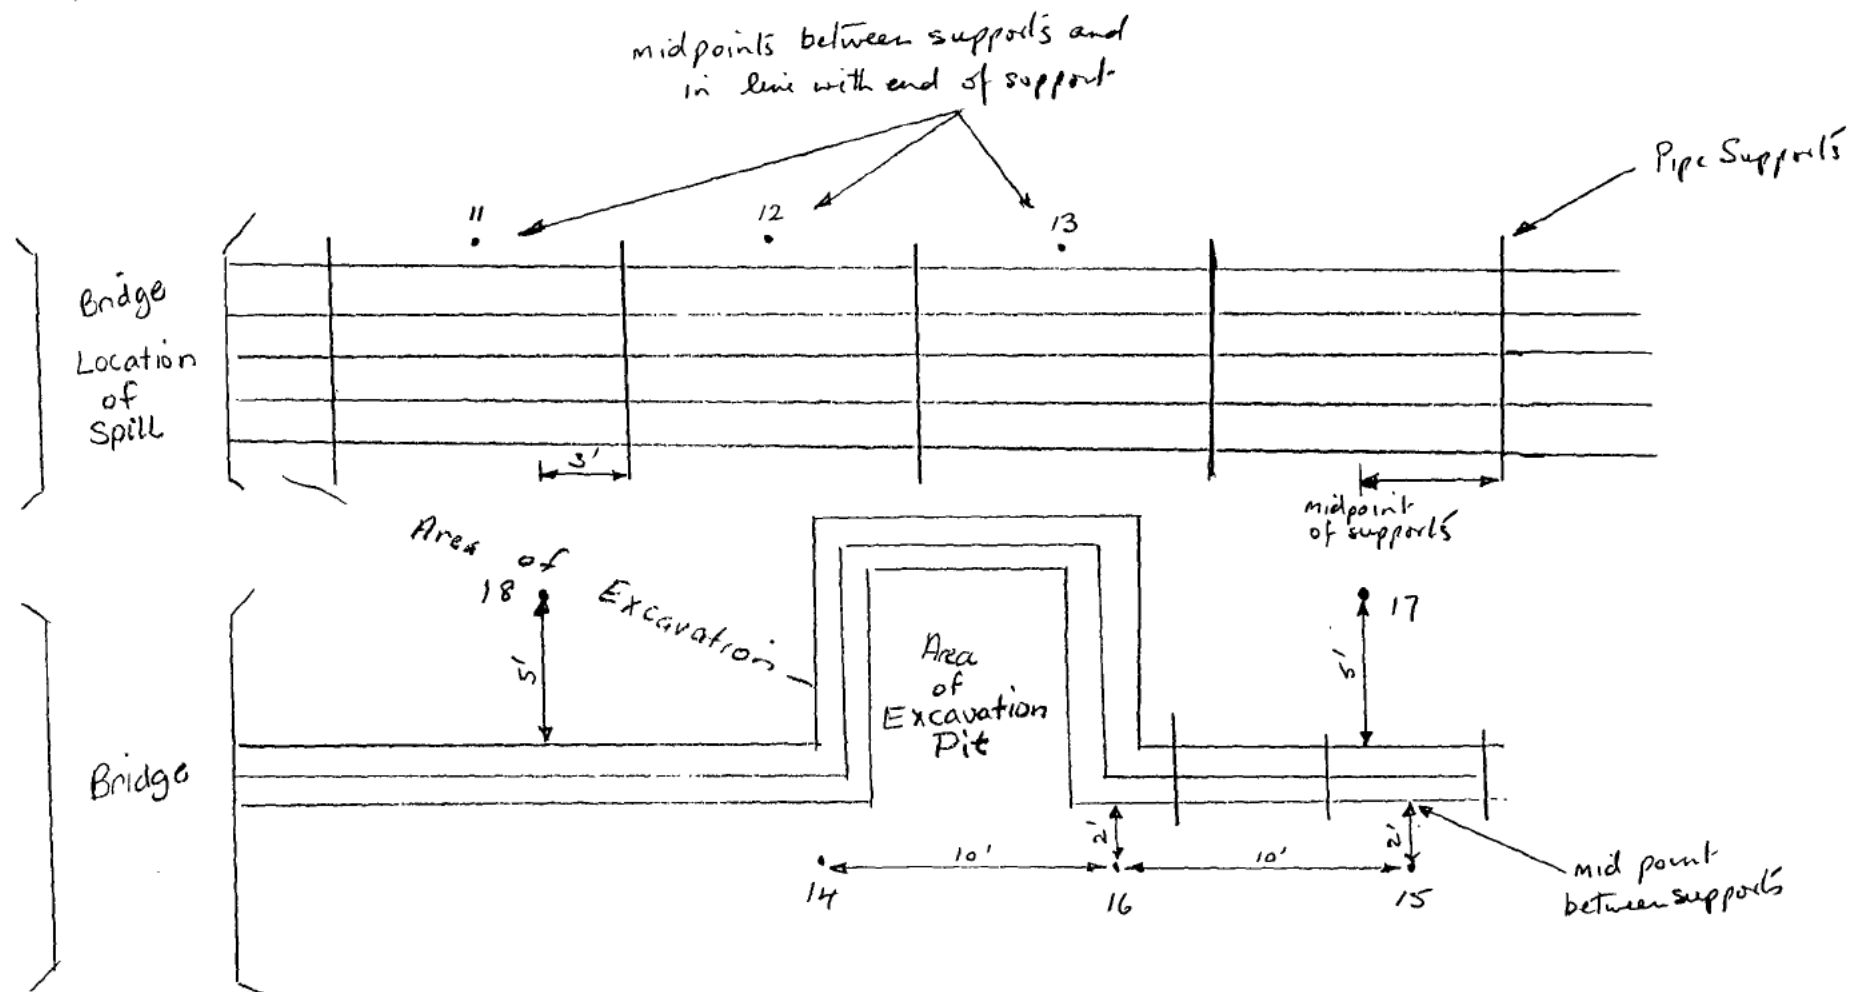 midpoints between supports and
in line with end of support
Pipe Supports
11
12
13
Bridge
Location
of
Spill
3'
midpoint
of supports
Area of
Excavation
18
5'
17
5'
Area
of
Excavation
Pit
Bridge
2'
2'
10'
10'
14
16
15
mid point
between supports